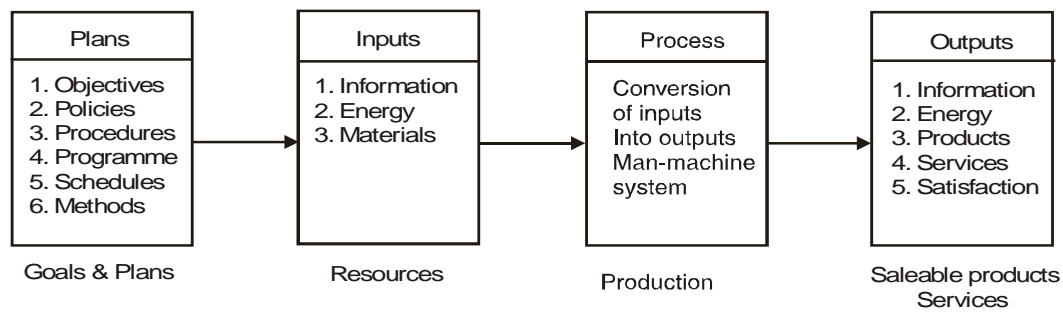 Plans
1. Objectives
2. Policies
3. Procedures
4. Programme
5. Schedules
6. Methods
Goals & Plans
Inputs
1. Information
2. Energy
3. Materials
Resources
Process
Conversion
of inputs
Into outputs
Man-machine
system
Production
Outputs
1. Information
2. Energy
3. Products
4. Services
5. Satisfaction
Saleable products
Services